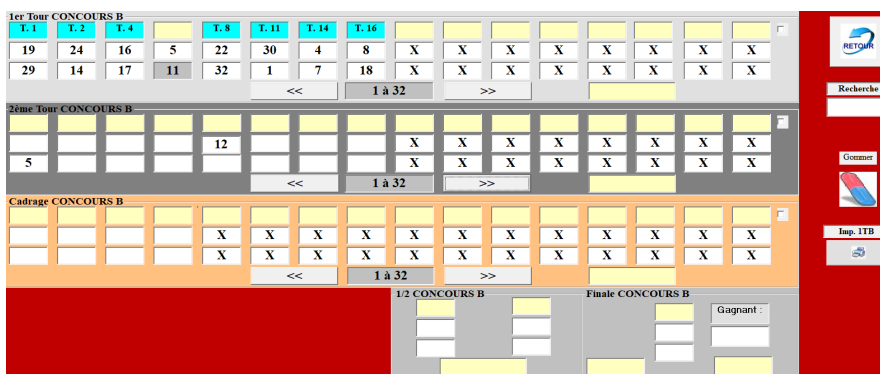 1er Tour CONCOURS B
T. 1 T. 2 T. 4 T. 8 T. 11 T. 14 T. 16
19 24 16 5 22 30 4 8 X X X X X X X X
29 14 17 11 32 1 7 18 X X X X X X X X
<< 1 à 32 >>
2ème Tour CONCOURS B
12 X X X X X X X X
5 X X X X X X X X
<< 1 à 32 >>
Cadrage CONCOURS B
X X X X X X X X X X X X
X X X X X X X X X X X X
<< 1 à 32 >>
1/2 CONCOURS B
Finale CONCOURS B
Gagnant :
RETOUR
Recherche
Gommer
Imp. 1TB